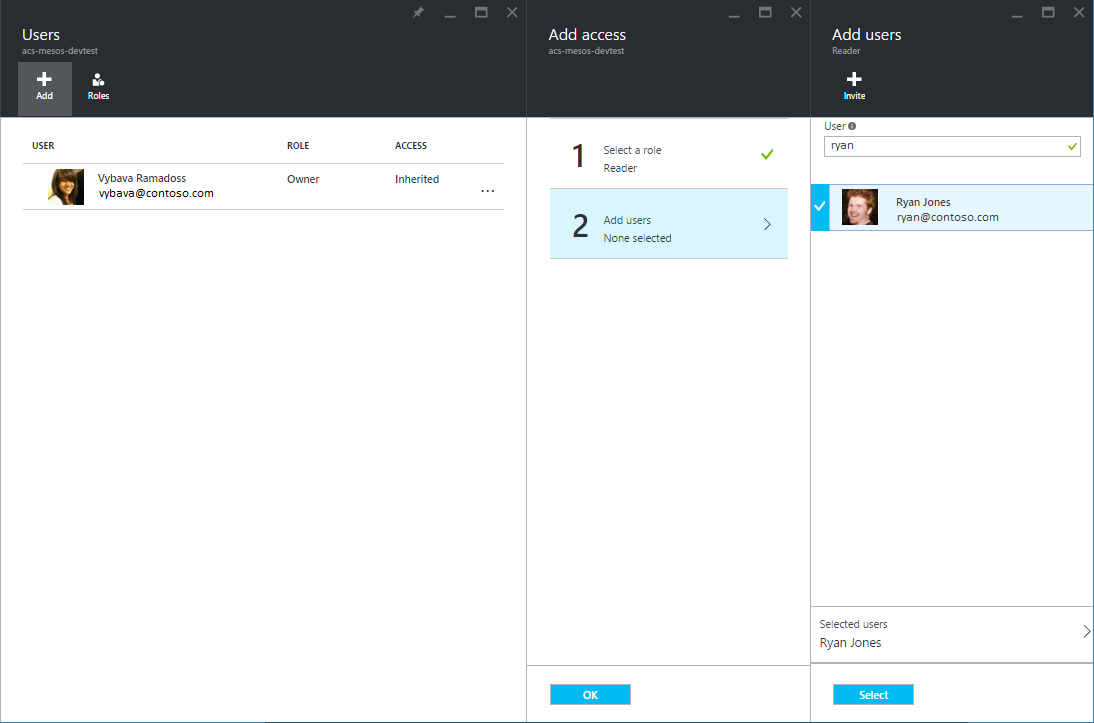 Users
acs-mesos-devtest
Add
Roles
USER ROLE ACCESS
Vybava Ramadoss Owner Inherited
vybava@contoso.com
...
Add access
acs-mesos-devtest
1
Select a role
Reader
2
Add users
None selected
OK
Add users
Reader
Invite
User
ryan
Ryan Jones
ryan@contoso.com
Selected users
Ryan Jones
Select